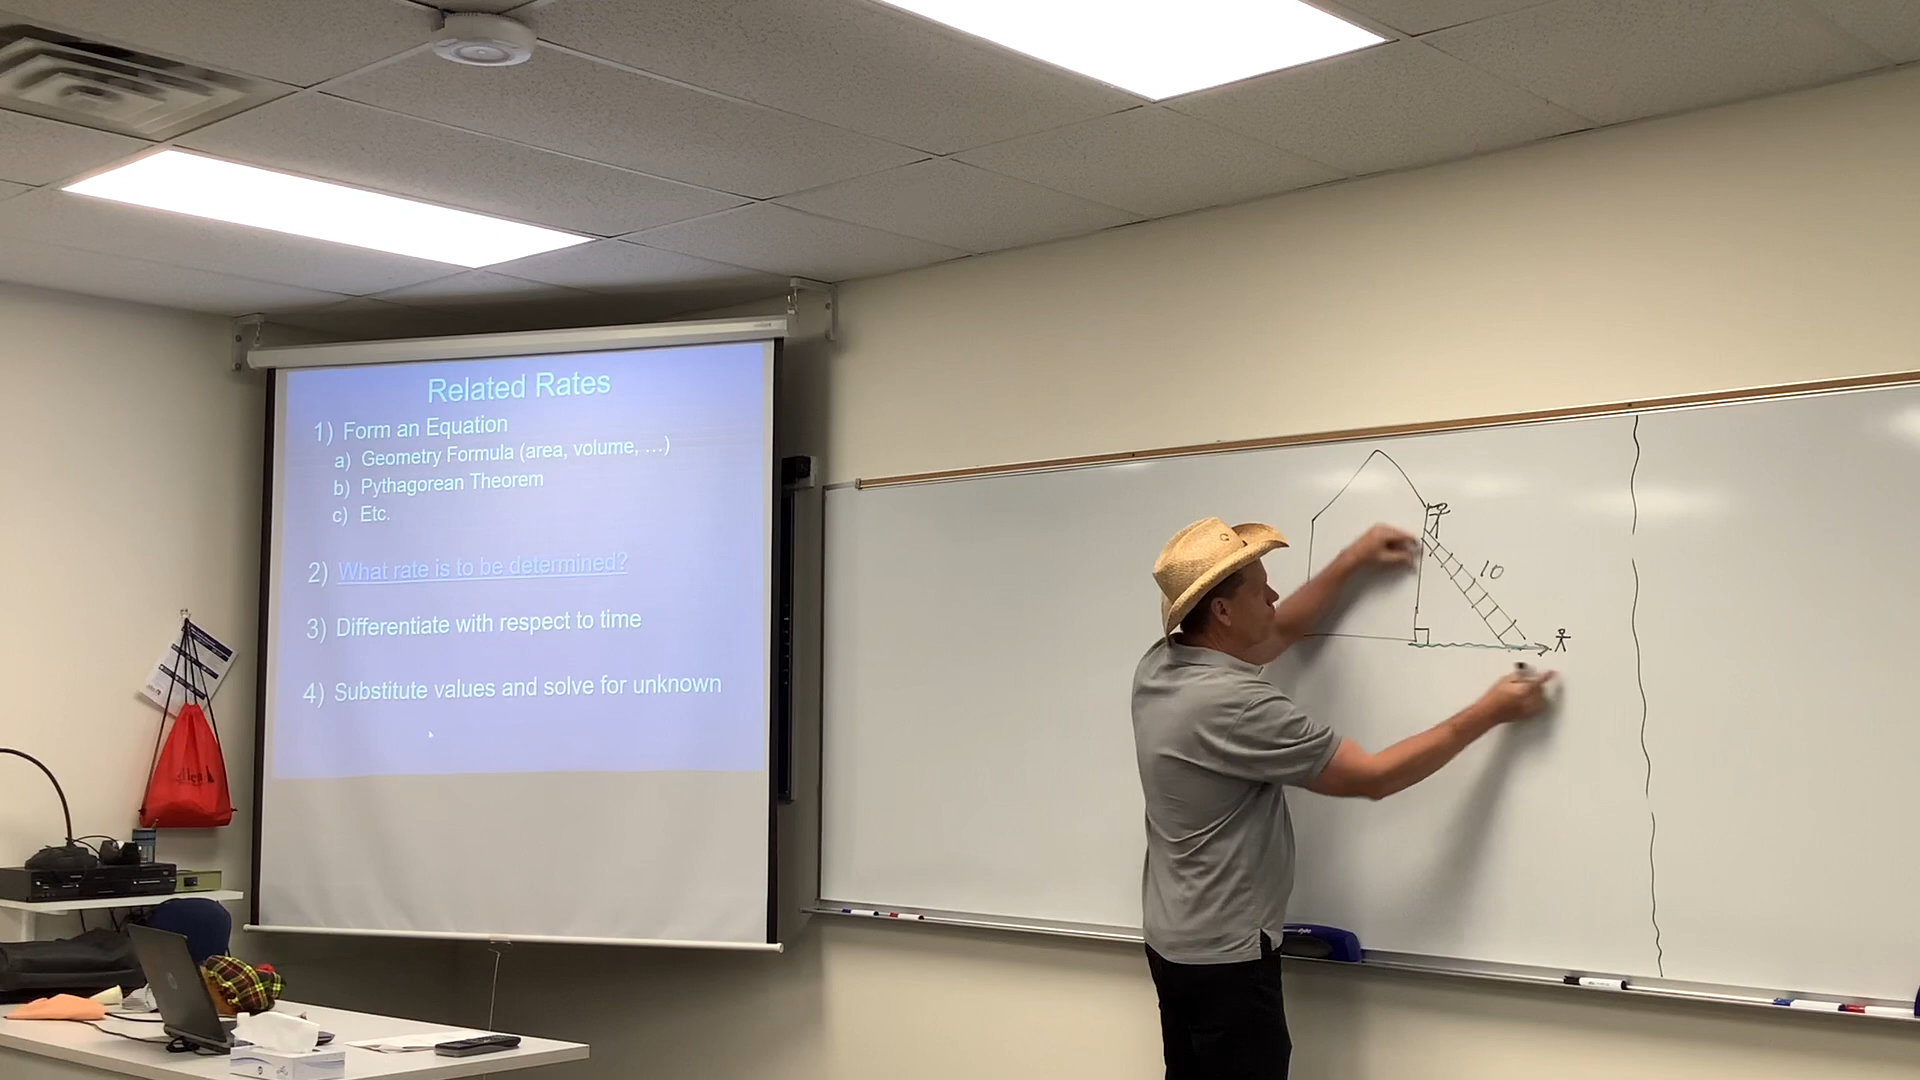 Related Rates
1) Form an Equation
a) Geometry Formula (area, volume, ...)
b) Pythagorean Theorem
c) Etc.
2) What rate is to be determined?
3) Differentiate with respect to time
4) Substitute values and solve for unknown
10